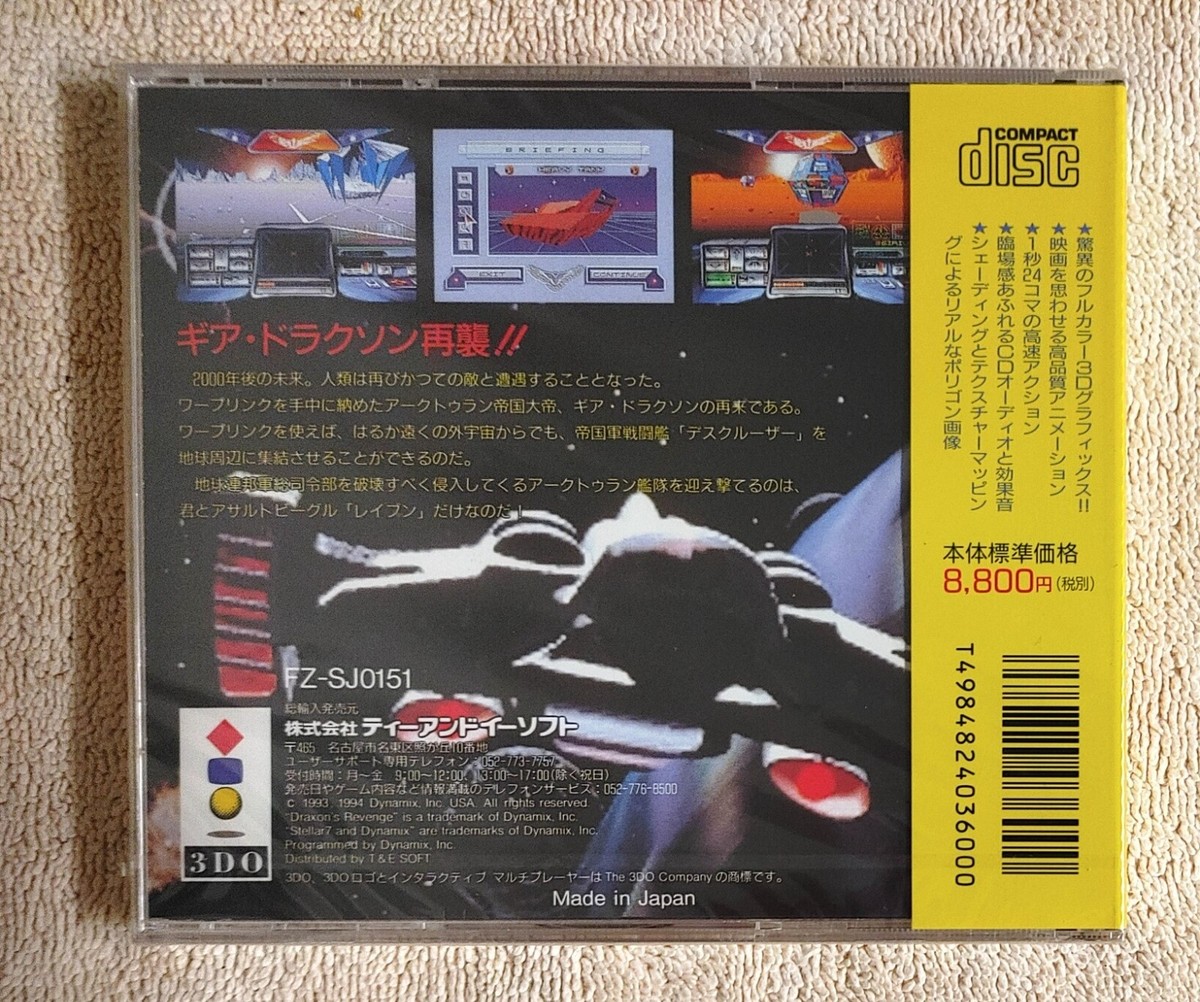 BRIEFING
HEAVY TANK
EXIT
CONTINUE
ギア・ドラクソン再襲!!
2000年後の未来。人類は再びかつての敵と遭遇することとなった。
ワープリンクを手中に納めたアークトゥラン帝国大帝、ギア・ドラクソンの再来である。
ワープリンクを使えば、はるか遠くの外宇宙からでも、帝国軍戦闘艦「デスクルーザー」を
地球周辺に集結させることができるのだ。
地球連邦軍総司令部を破壊すべく侵入してくるアークトゥラン艦隊を迎え撃てるのは、
君とアサルトビークル「レイブン」だけなのだ!
FZ-SJ0151
総輸入発売元
株式会社 ティーアンドイーソフト
〒465 名古屋市名東区照が丘10番地
ユーザーサポート専用テレフォン:052-773-7757
受付時間:月〜金 9:00〜12:00、13:00〜17:00(除く祝日)
発売日やゲーム内容など情報満載のテレフォンサービス:052-776-8500
© 1993, 1994 Dynamix, Inc. USA. All rights reserved.
"Draxon's Revenge" is a trademark of Dynamix, Inc.
"Stellar7 and Dynamix" are trademarks of Dynamix, Inc.
Programmed by Dynamix, Inc.
Distributed by T&E SOFT
3DO、3DOロゴとインタラクティブ マルチプレーヤーは The 3DO Company の商標です。
Made in Japan
3DO
COMPACT
disc
★驚異のフルカラー3Dグラフィックス!!
★映画を思わせる高品質アニメーション
★1秒24コマの高速アクション
★臨場感あふれるCDオーディオと効果音
★シェーディングとテクスチャーマッピン
グによるリアルなポリゴン画像
本体標準価格
8,800円(税別)
T4984824036000